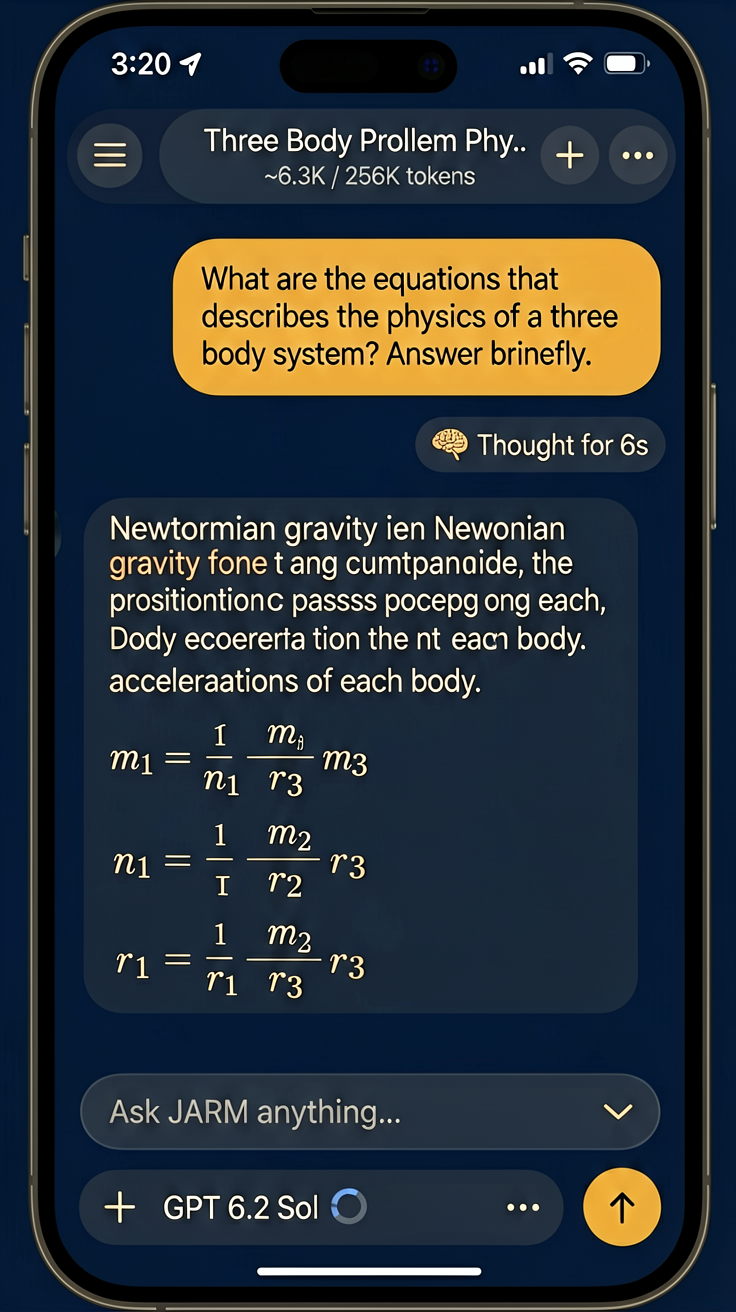 3:20
Three Body Prollem Phy..
~6.3K / 256K tokens
What are the equations that
describes the physics of a three
body system? Answer brinefly.
Thought for 6s
Newtormian gravity ien Newonian
gravity fone t ang cumtpanaide, the
prositiontionc passss pocepg ong each,
Dody ecoererta tion the nt each body.
acceleraations of each body.
m₁ = 1/n₁ m/r₃ m₃
n₁ = 1/I m₂/r₂ r₃
r₁ = 1/r₁ m₂/r₃ r₃
Ask JARM anything...
GPT 6.2 Sol